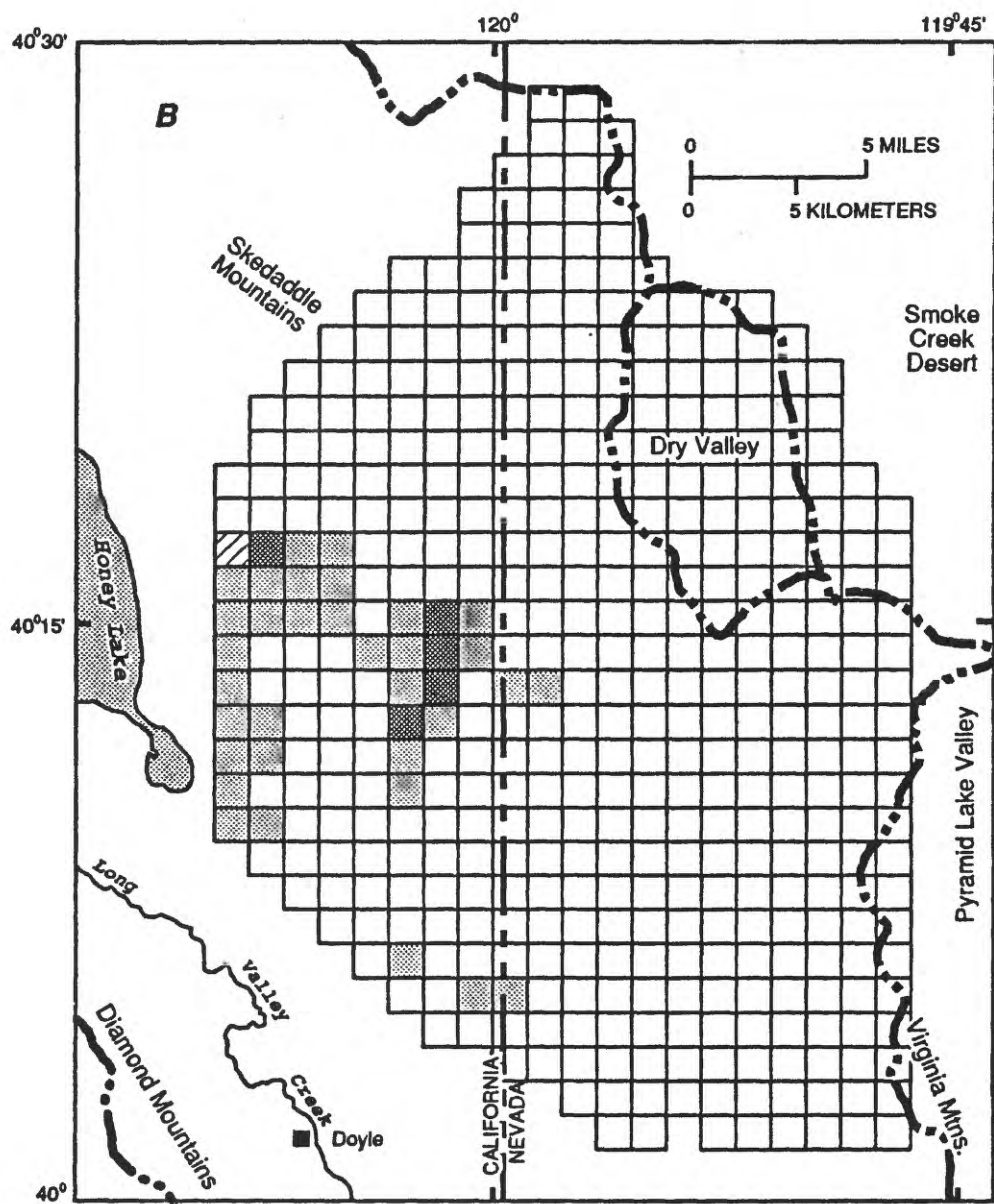 120° 119°45'
40°30'
B
0 5 MILES
0 5 KILOMETERS
Skedaddle
Mountains
Smoke
Creek
Desert
Dry Valley
Honey Lake
40°15'
Pyramid Lake Valley
Long Valley Creek
Diamond Mountains
Virginia Mtns.
CALIFORNIA
NEVADA
Doyle
40°